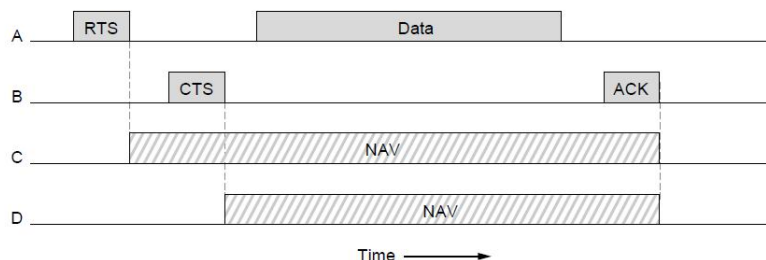 A RTS Data
B CTS ACK
C NAV
D NAV
Time